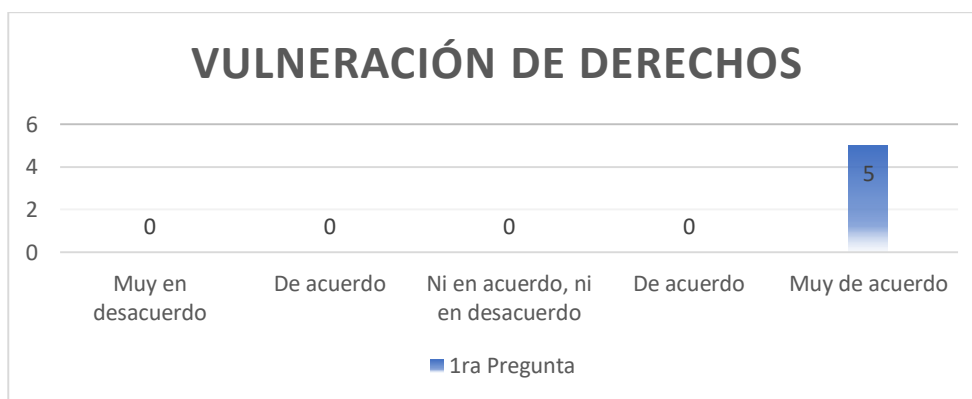 VULNERACIÓN DE DERECHOS
6
4
2
0
0
0
0
0
5
Muy en
desacuerdo
De acuerdo
Ni en acuerdo, ni
en desacuerdo
De acuerdo
Muy de acuerdo
1ra Pregunta